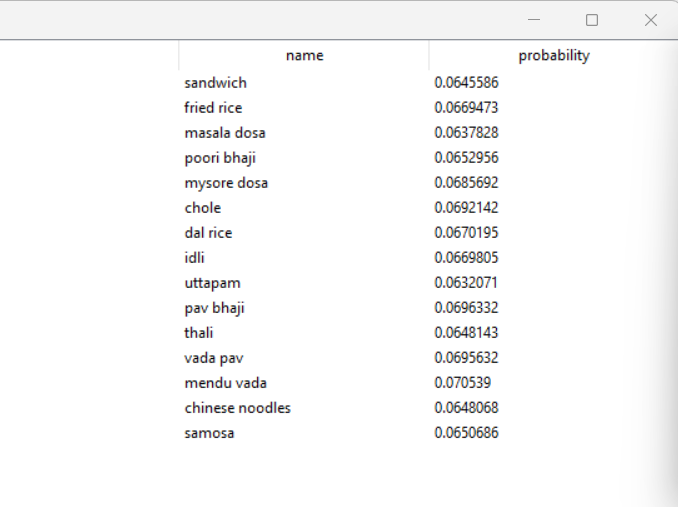 name probability
sandwich 0.0645586
fried rice 0.0669473
masala dosa 0.0637828
poori bhaji 0.0652956
mysore dosa 0.0685692
chole 0.0692142
dal rice 0.0670195
idli 0.0669805
uttapam 0.0632071
pav bhaji 0.0696332
thali 0.0648143
vada pav 0.0695632
mendu vada 0.070539
chinese noodles 0.0648068
samosa 0.0650686